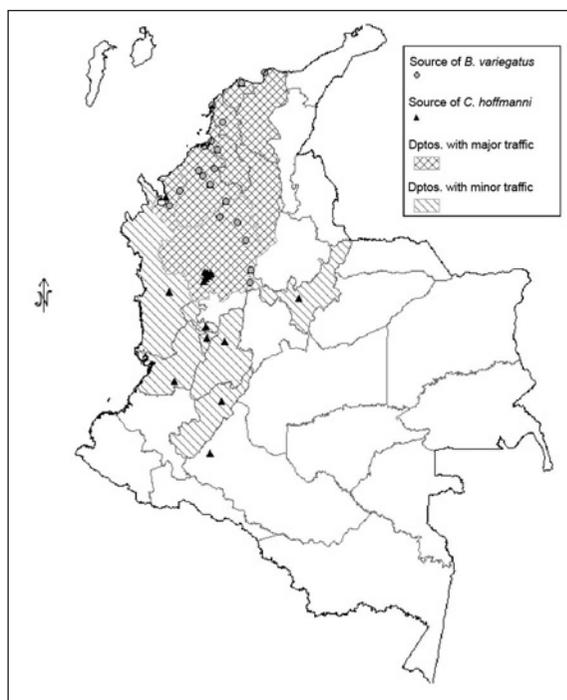 Source of B. variegatus
Source of C. hoffmanni
Dptos. with major traffic
Dptos. with minor traffic
N